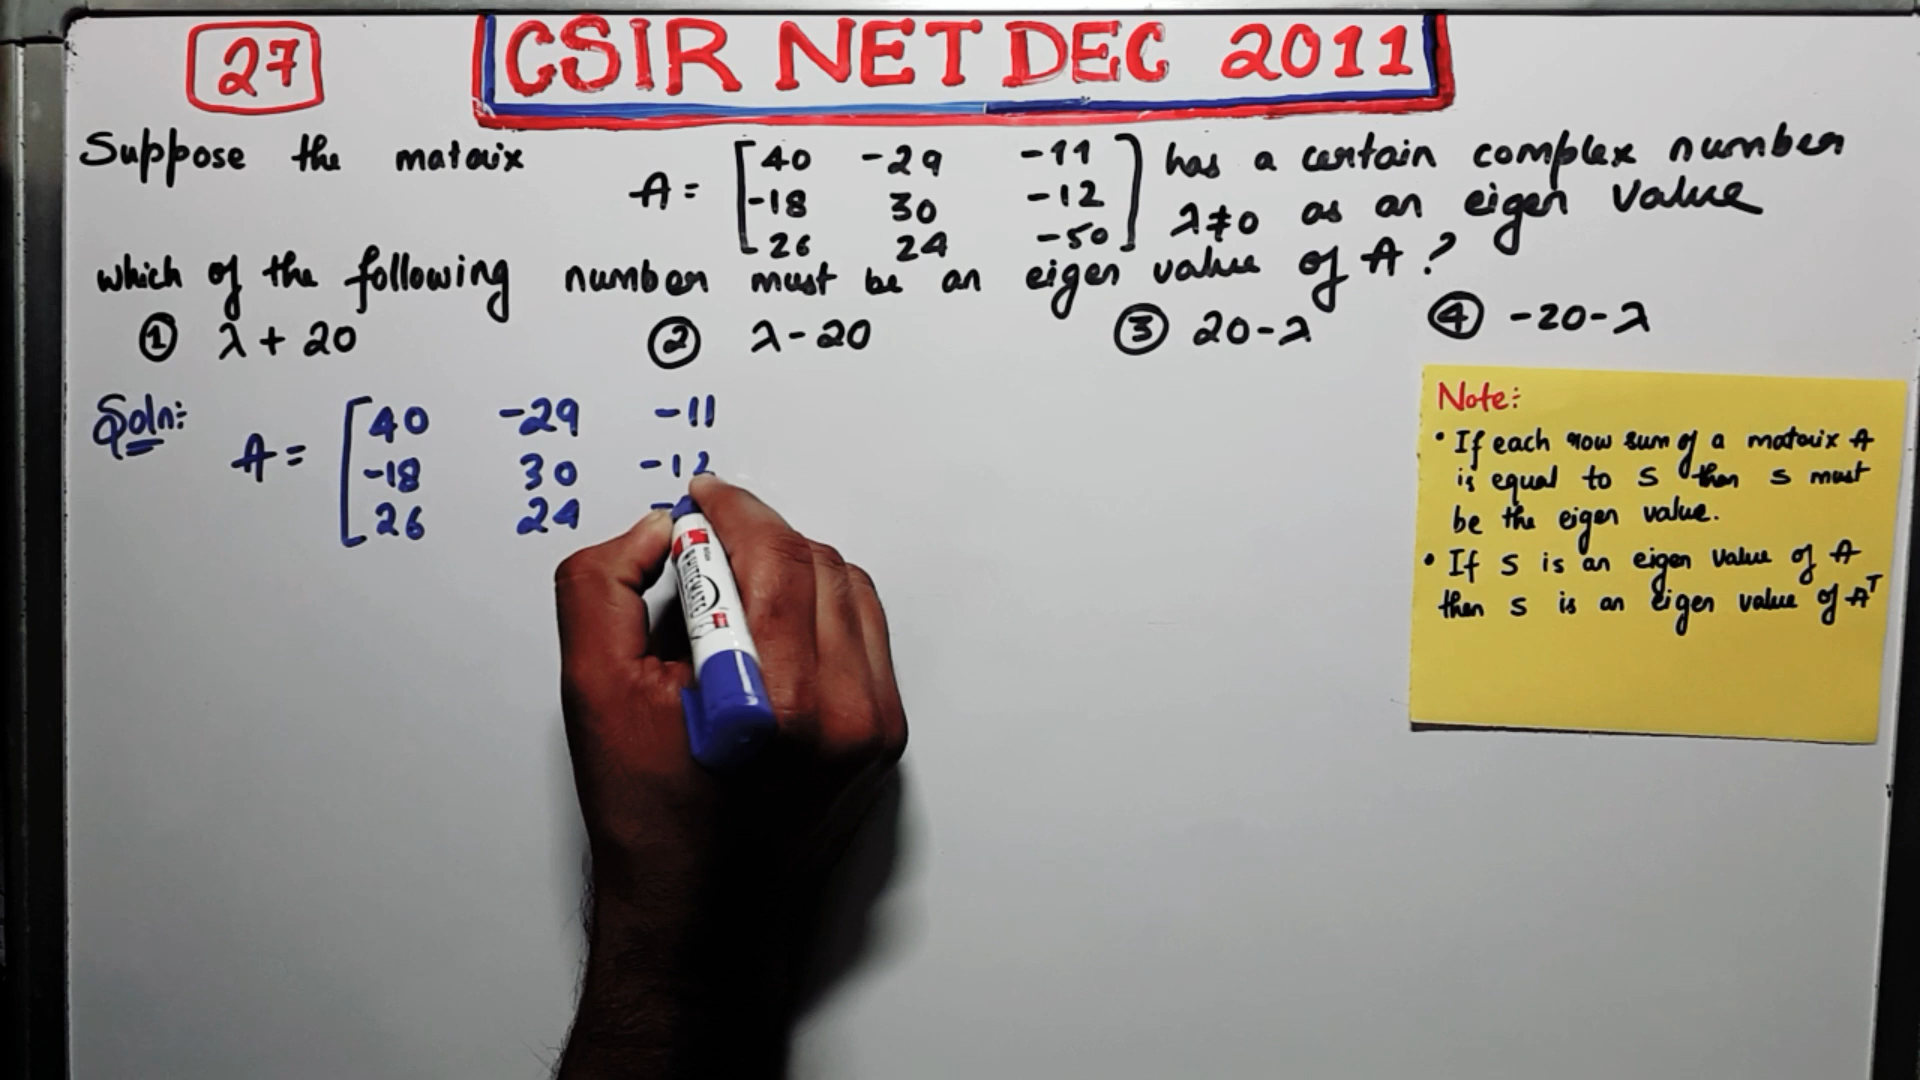 27
CSIR NET DEC 2011
Suppose the matrix A = [40 -29 -11
-18 30 -12
26 24 -50] has a certain complex number
λ≠0 as an eigen value
which of the following number must be an eigen value of A?
① λ + 20 ② λ - 20 ③ 20 - λ ④ -20 - λ
Soln:
A = [40 -29 -11
-18 30 -12
26 24 -
Note:
• If each row sum of a matrix A
is equal to S then S must
be the eigen value.
• If S is an eigen value of A
then S is an eigen value of Aᵀ
WHITEMATE